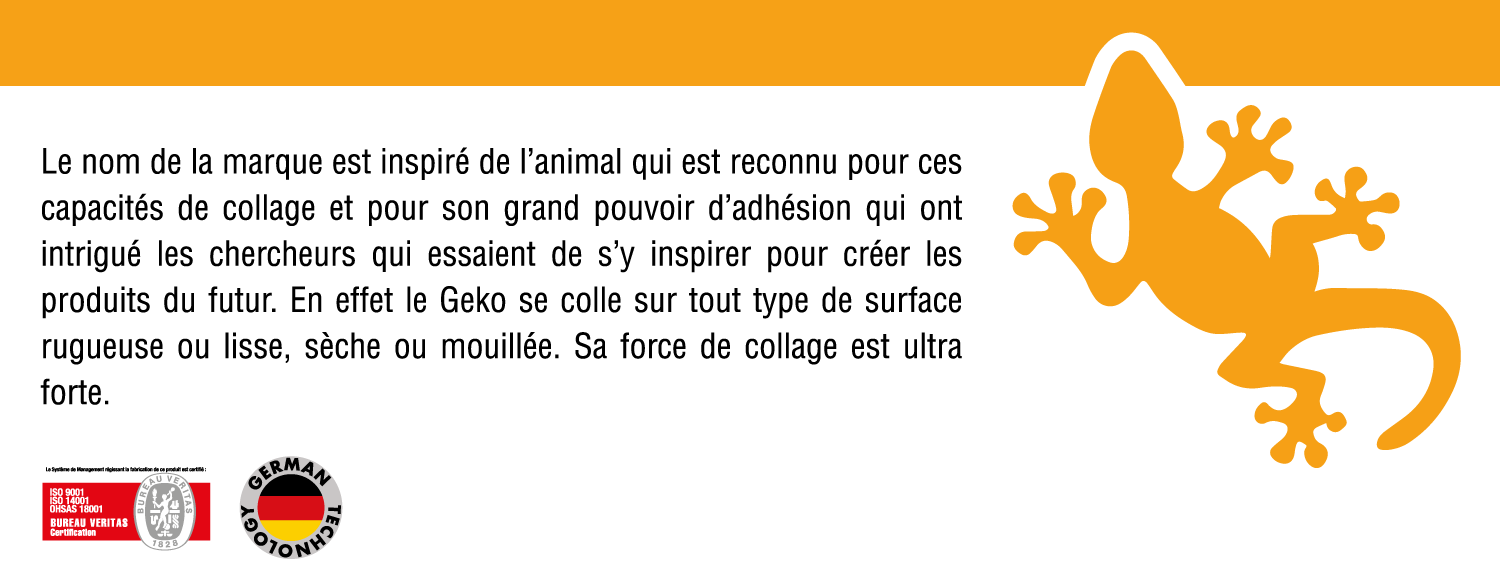 Le nom de la marque est inspiré de l’animal qui est reconnu pour ces
capacités de collage et pour son grand pouvoir d’adhésion qui ont
intrigué les chercheurs qui essaient de s’y inspirer pour créer les
produits du futur. En effet le Geko se colle sur tout type de surface
rugueuse ou lisse, sèche ou mouillée. Sa force de collage est ultra
forte.
Le Système de Management régissant la fabrication de ce produit est certifié :
ISO 9001
ISO 14001
OHSAS 18001
BUREAU VERITAS
Certification
BUREAU VERITAS
1828
GERMAN
TECHNOLOGY